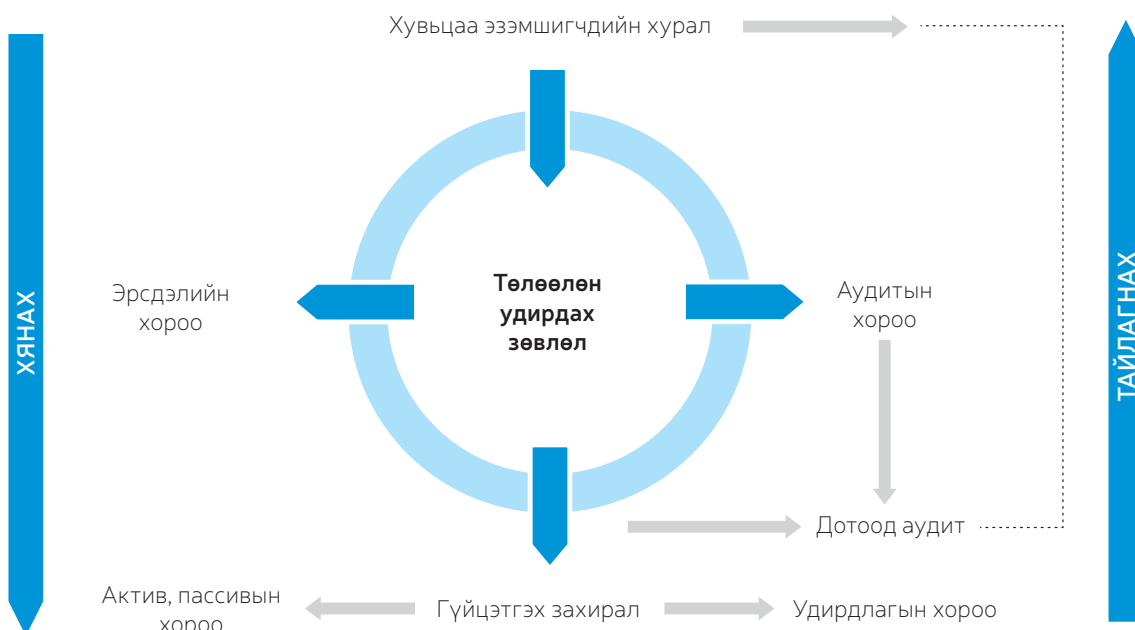 Хувьцаа эзэмшигчдийн хурал
ХЯНАХ
ТАЙЛАГНАХ
Эрсдэлийн
хороо
Төлөөлөн
удирдах
зөвлөл
Аудитын
хороо
Дотоод аудит
Актив, пассивын
хороо
Гүйцэтгэх захирал
Удирдлагын хороо